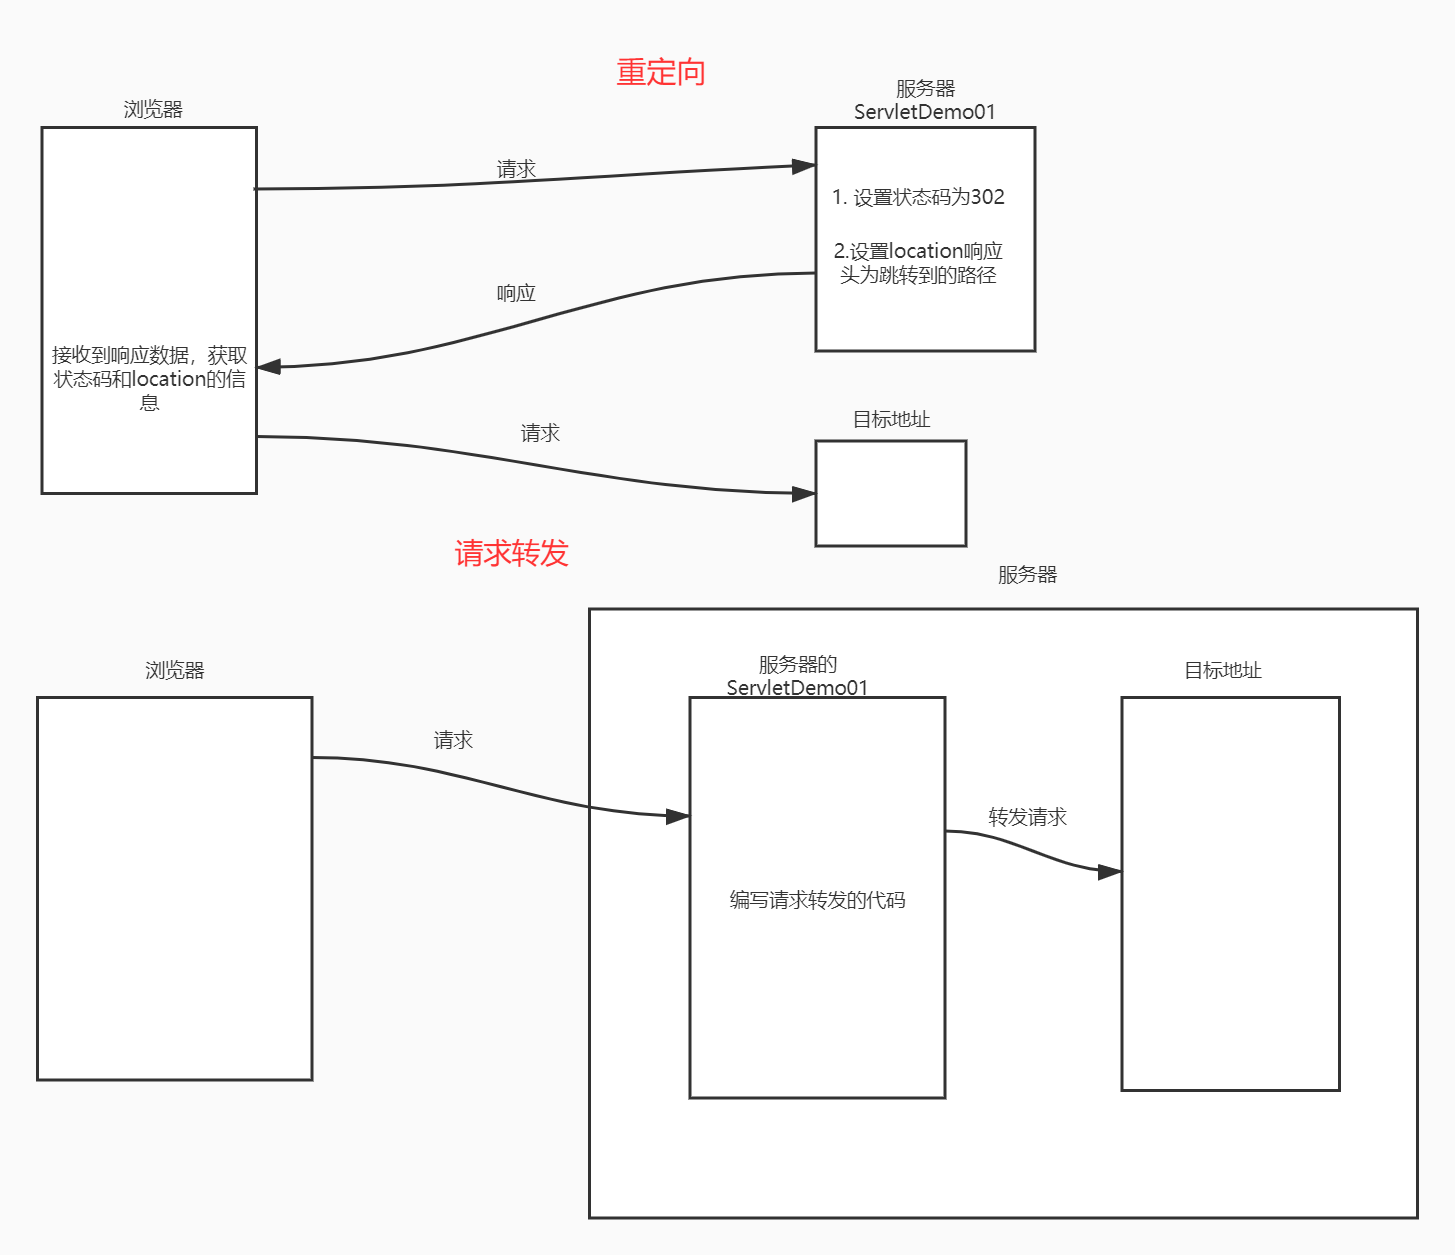 重定向
浏览器
服务器
ServletDemo01
请求
1. 设置状态码为302
2.设置location响应
头为跳转到的路径
响应
接收到响应数据，获取
状态码和location的信
息
请求
目标地址
请求转发
服务器
浏览器
服务器的
ServletDemo01
目标地址
请求
转发请求
编写请求转发的代码